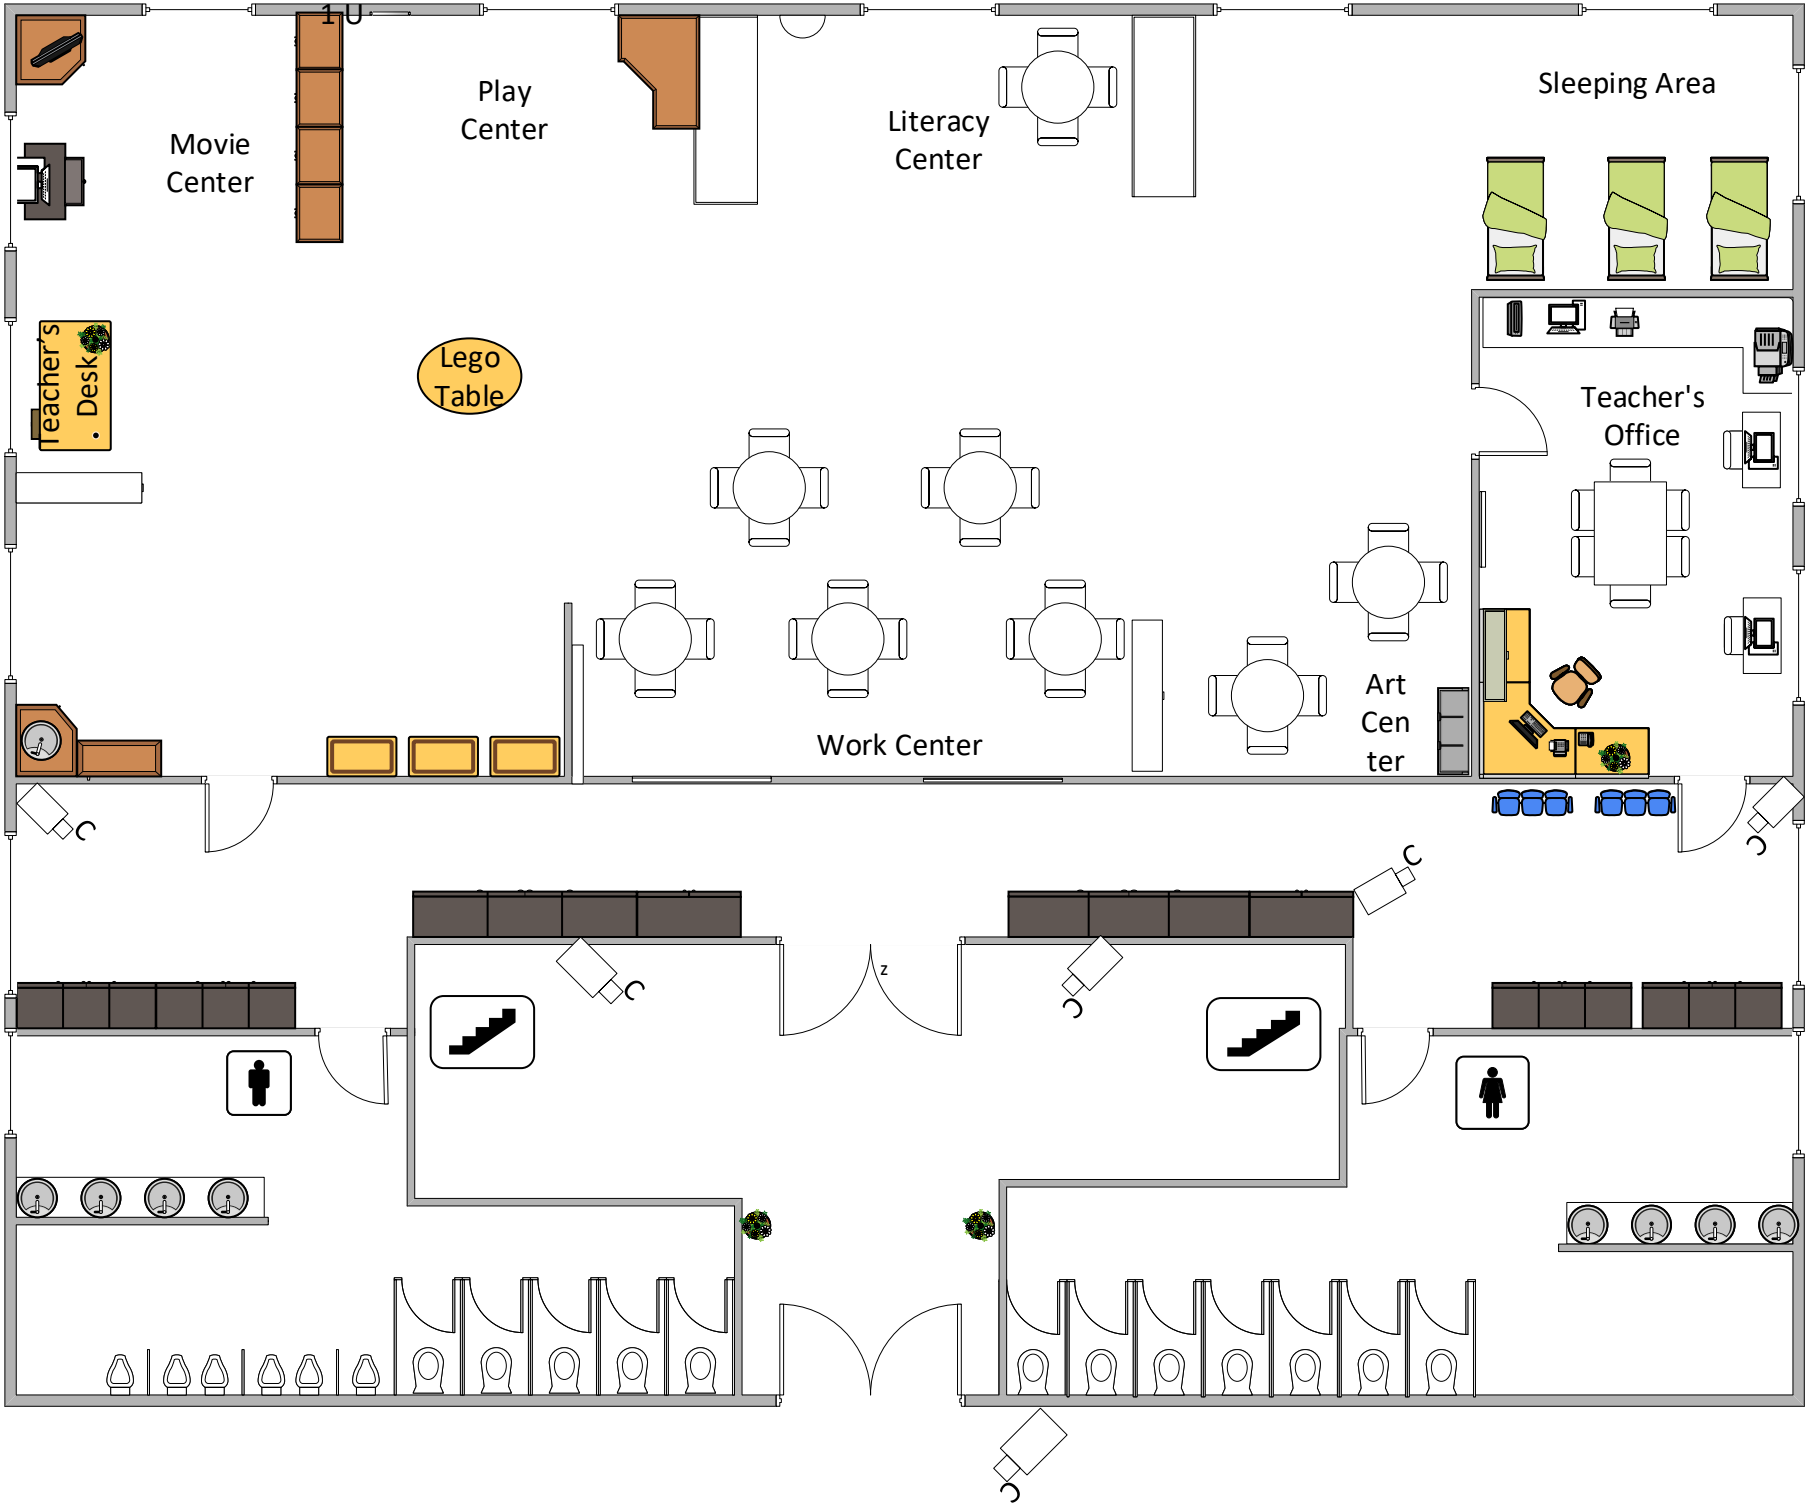 1 U
Play
Center
Sleeping Area
Movie
Center
Literacy
Center
Teacher's
Desk
Lego
Table
Teacher's
Office
Art
Cen
ter
Work Center
C
C
C
C
z
C
C